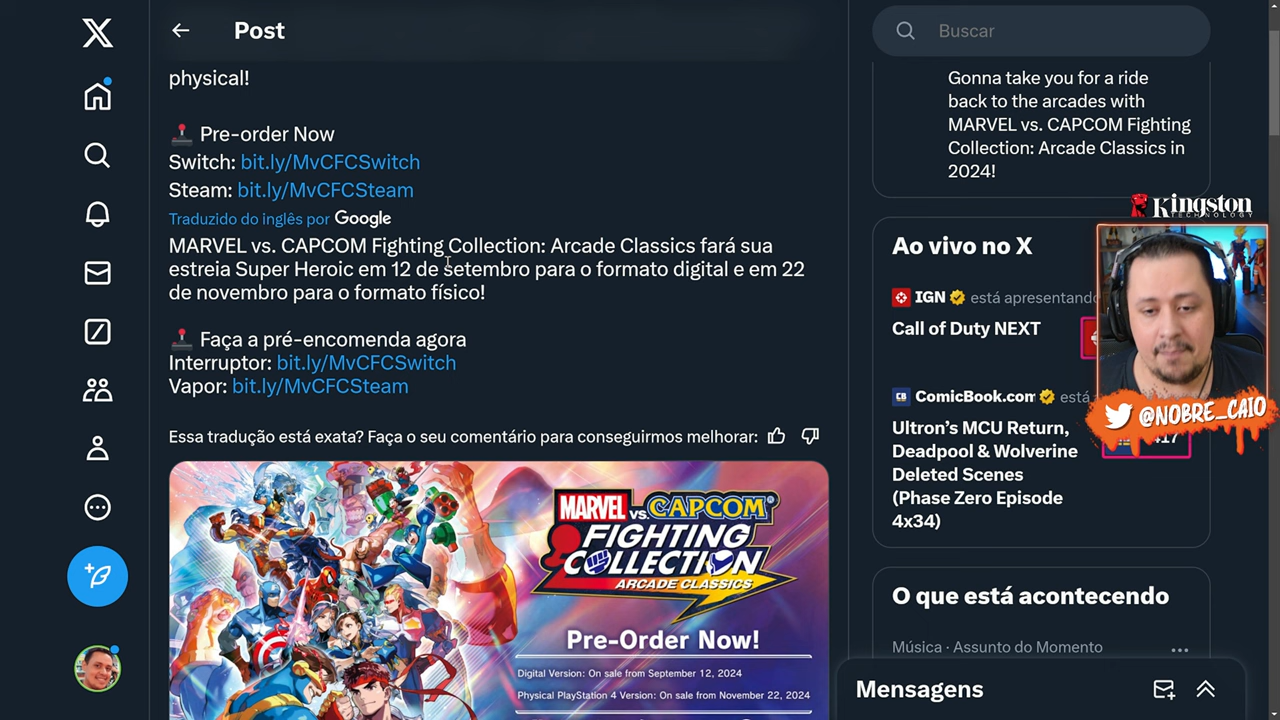 Post
Buscar
physical!
Pre-order Now
Switch: bit.ly/MvCFCSwitch
Steam: bit.ly/MvCFCSteam
Traduzido do inglês por Google
MARVEL vs. CAPCOM Fighting Collection: Arcade Classics fará sua
estreia Super Heroic em 12 de setembro para o formato digital e em 22
de novembro para o formato físico!
Faça a pré-encomenda agora
Interruptor: bit.ly/MvCFCSwitch
Vapor: bit.ly/MvCFCSteam
Essa tradução está exata? Faça o seu comentário para conseguirmos melhorar:
MARVEL VS. CAPCOM
FIGHTING
COLLECTION
ARCADE CLASSICS
Pre-Order Now!
Digital Version: On sale from September 12, 2024
Physical PlayStation 4 Version: On sale from November 22, 2024
Gonna take you for a ride
back to the arcades with
MARVEL vs. CAPCOM Fighting
Collection: Arcade Classics in
2024!
Kingston
TECHNOLOGY
Ao vivo no X
IGN está apresentando
Call of Duty NEXT
CB ComicBook.com está
Ultron's MCU Return,
Deadpool & Wolverine
Deleted Scenes
(Phase Zero Episode
4x34)
@NOBRE_CAIO
O que está acontecendo
Música · Assunto do Momento
Mensagens